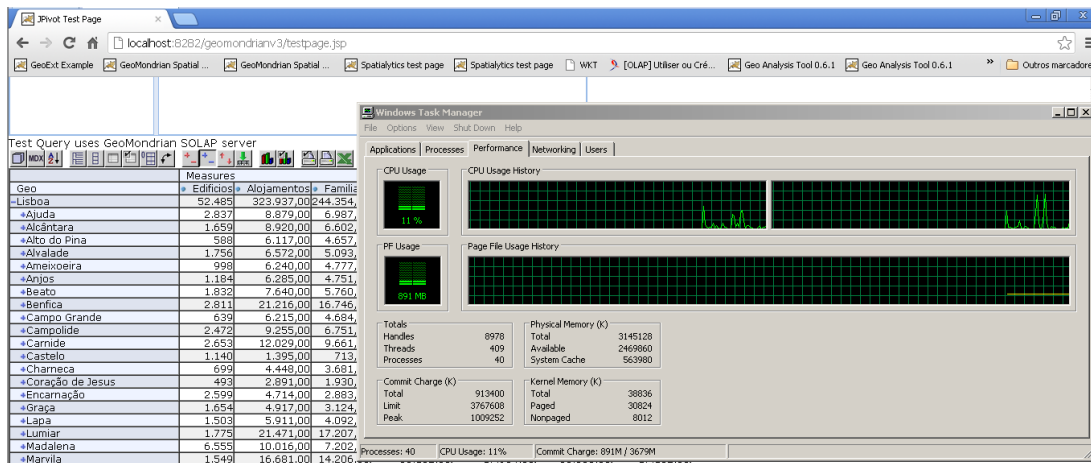 JPivot Test Page
localhost:8282/geomondrianv3/testpage.jsp
GeoExt Example GeoMondrian Spatial ... GeoMondrian Spatial ... Spatialytics test page Spatialytics test page WKT [OLAP] Utiliser ou Cré... Geo Analysis Tool 0.6.1 Geo Analysis Tool 0.6.1 » Outros marcadore
Test Query uses GeoMondrian SOLAP server
MDX
Measures
Geo Edificios Alojamentos Familia
Lisboa 52.485 323.937,00 244.354,
Ajuda 2.837 8.879,00 6.987,
Alcântara 1.659 8.920,00 6.602,
Alto do Pina 588 6.117,00 4.657,
Alvalade 1.756 6.572,00 5.093,
Ameixoeira 998 6.240,00 4.777,
Anjos 1.184 6.285,00 4.751,
Beato 1.832 7.640,00 5.760,
Benfica 2.811 21.216,00 16.746,
Campo Grande 639 6.215,00 4.684,
Campolide 2.472 9.255,00 6.751,
Carnide 2.653 12.029,00 9.661,
Castelo 1.140 1.395,00 713,
Charneca 699 4.448,00 3.681,
Coração de Jesus 493 2.891,00 1.930,
Encarnação 2.599 4.714,00 2.883,
Graça 1.654 4.917,00 3.124,
Lapa 1.503 5.911,00 4.092,
Lumiar 1.775 21.471,00 17.207,
Madalena 6.555 10.016,00 7.202,
Marvila 1.549 16.681,00 14.206,
Windows Task Manager
File Options View Shut Down Help
Applications Processes Performance Networking Users
CPU Usage CPU Usage History
11 %
PF Usage Page File Usage History
891 MB
Totals
Handles 8978
Threads 409
Processes 40
Physical Memory (K)
Total 3145128
Available 2469860
System Cache 563980
Commit Charge (K)
Total 913400
Limit 3767608
Peak 1009252
Kernel Memory (K)
Total 38836
Paged 30824
Nonpaged 8012
Processes: 40 CPU Usage: 11% Commit Charge: 891M / 3679M